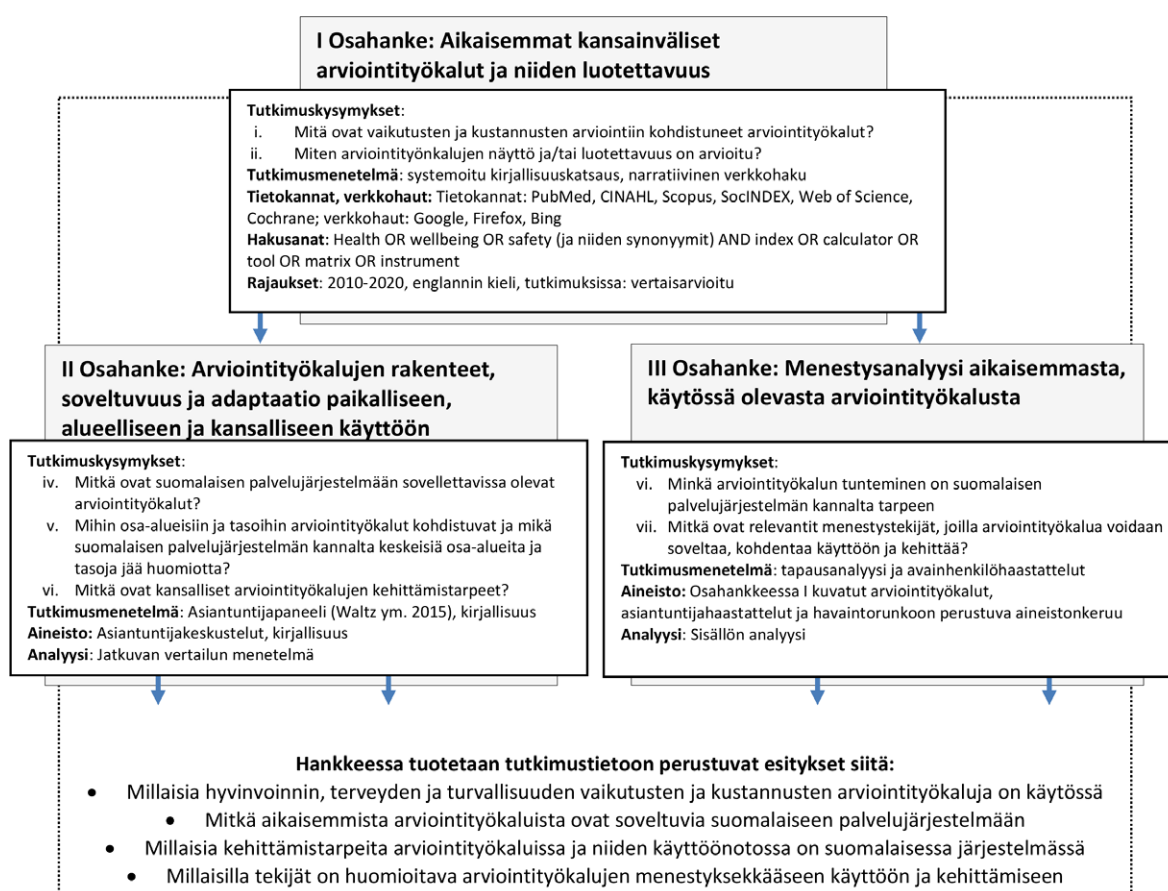 I Osahanke: Aikaisemmat kansainväliset
arviointityökalut ja niiden luotettavuus
Tutkimuskysymykset:
i. Mitä ovat vaikutusten ja kustannusten arviointiin kohdistuneet arviointityökalut?
ii. Miten arviointityönkalujen näyttö ja/tai luotettavuus on arvioitu?
Tutkimusmenetelmä: systemoitu kirjallisuuskatsaus, narratiivinen verkkohaku
Tietokannat, verkkohaut: Tietokannat: PubMed, CINAHL, Scopus, SocINDEX, Web of Science,
Cochrane; verkkohaut: Google, Firefox, Bing
Hakusanat: Health OR wellbeing OR safety (ja niiden synonyymit) AND index OR calculator OR
tool OR matrix OR instrument
Rajaukset: 2010-2020, englannin kieli, tutkimuksissa: vertaisarvioitu
II Osahanke: Arviointityökalujen rakenteet,
soveltuvuus ja adaptaatio paikalliseen,
alueelliseen ja kansalliseen käyttöön
Tutkimuskysymykset:
iv. Mitkä ovat suomalaisen palvelujärjestelmään sovellettavissa olevat
arviointityökalut?
v. Mihin osa-alueisiin ja tasoihin arviointityökalut kohdistuvat ja mikä
suomalaisen palvelujärjestelmän kannalta keskeisiä osa-alueita ja
tasoja jää huomiotta?
vi. Mitkä ovat kansalliset arviointityökalujen kehittämistarpeet?
Tutkimusmenetelmä: Asiantuntijapaneeli (Waltz ym. 2015), kirjallisuus
Aineisto: Asiantuntijakeskustelut, kirjallisuus
Analyysi: Jatkuvan vertailun menetelmä
III Osahanke: Menestysanalyysi aikaisemmasta,
käytössä olevasta arviointityökalusta
Tutkimuskysymykset:
vi. Minkä arviointityökalun tunteminen on suomalaisen
palvelujärjestelmän kannalta tarpeen
vii. Mitkä ovat relevantit menestystekijät, joilla arviointityökalua voidaan
soveltaa, kohdentaa käyttöön ja kehittää?
Tutkimusmenetelmä: tapausanalyysi ja avainhenkilöhaastattelut
Aineisto: Osahankkeessa I kuvatut arviointityökalut,
asiantuntijahaastattelut ja havaintorunkoon perustuva aineistonkeruu
Analyysi: Sisällön analyysi
Hankkeessa tuotetaan tutkimustietoon perustuvat esitykset siitä:
• Millaisia hyvinvoinnin, terveyden ja turvallisuuden vaikutusten ja kustannusten arviointityökaluja on käytössä
• Mitkä aikaisemmista arviointityökaluista ovat soveltuvia suomalaiseen palvelujärjestelmään
• Millaisia kehittämistarpeita arviointityökaluissa ja niiden käyttöönotossa on suomalaisessa järjestelmässä
• Millaisilla tekijät on huomioitava arviointityökalujen menestyksekkääseen käyttöön ja kehittämiseen